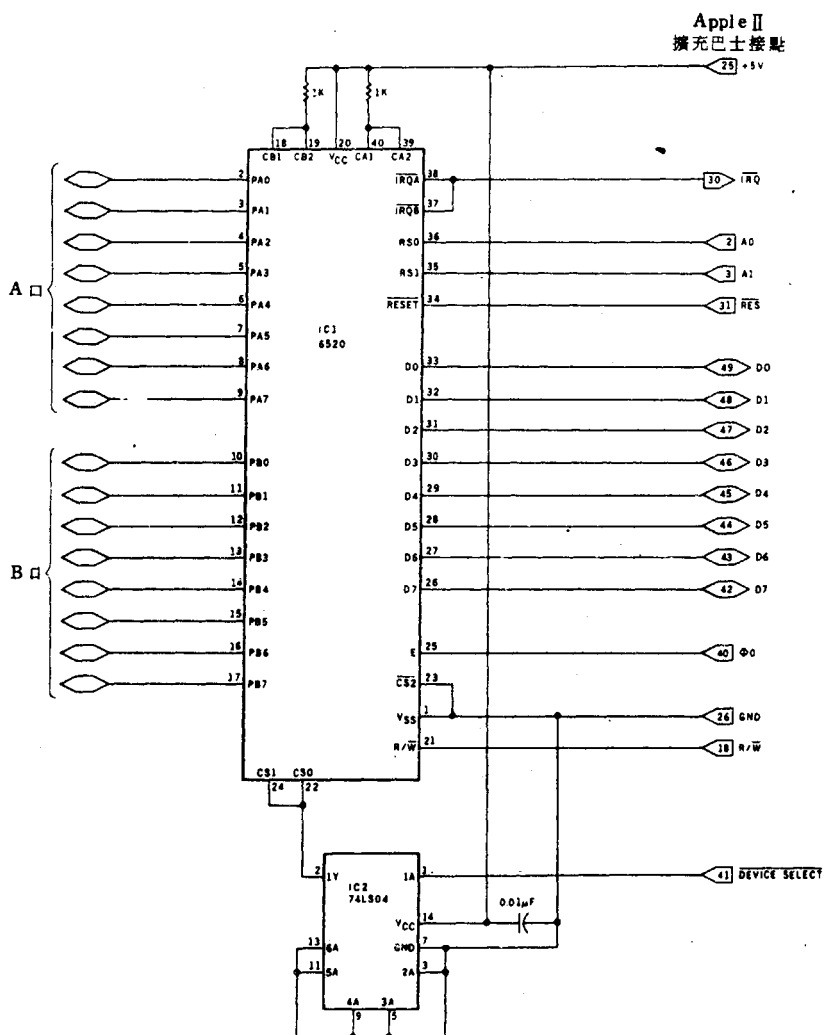 Apple Ⅱ
擴充巴士接點
25 +5V
1K 1K
18 19 20 40 39
CB1 CB2 VCC CA1 CA2
2 PA0 IRQA 38 30 IRQ
3 PA1 IRQB 37
4 PA2 RS0 36 2 A0
5 PA3 RS1 35 3 A1
A 口
6 PA4 RESET 34 31 RES
IC1
6520
7 PA5
8 PA6 D0 33 49 D0
9 PA7 D1 32 48 D1
D2 31 47 D2
10 PB0 D3 30 46 D3
11 PB1 D4 29 45 D4
12 PB2 D5 28 44 D5
13 PB3 D6 27 43 D6
B 口
14 PB4 D7 26 42 D7
15 PB5
16 PB6 E 25 40 Φ0
17 PB7 CS2 23
VSS 1 26 GND
R/W 21 18 R/W
CS1 CS0
24 22
2 1Y 1A 1 41 DEVICE SELECT
IC2
74LS04
0.01μF
VCC 14
13 6A GND 7
11 5A 2A 3
4A 3A
9 5